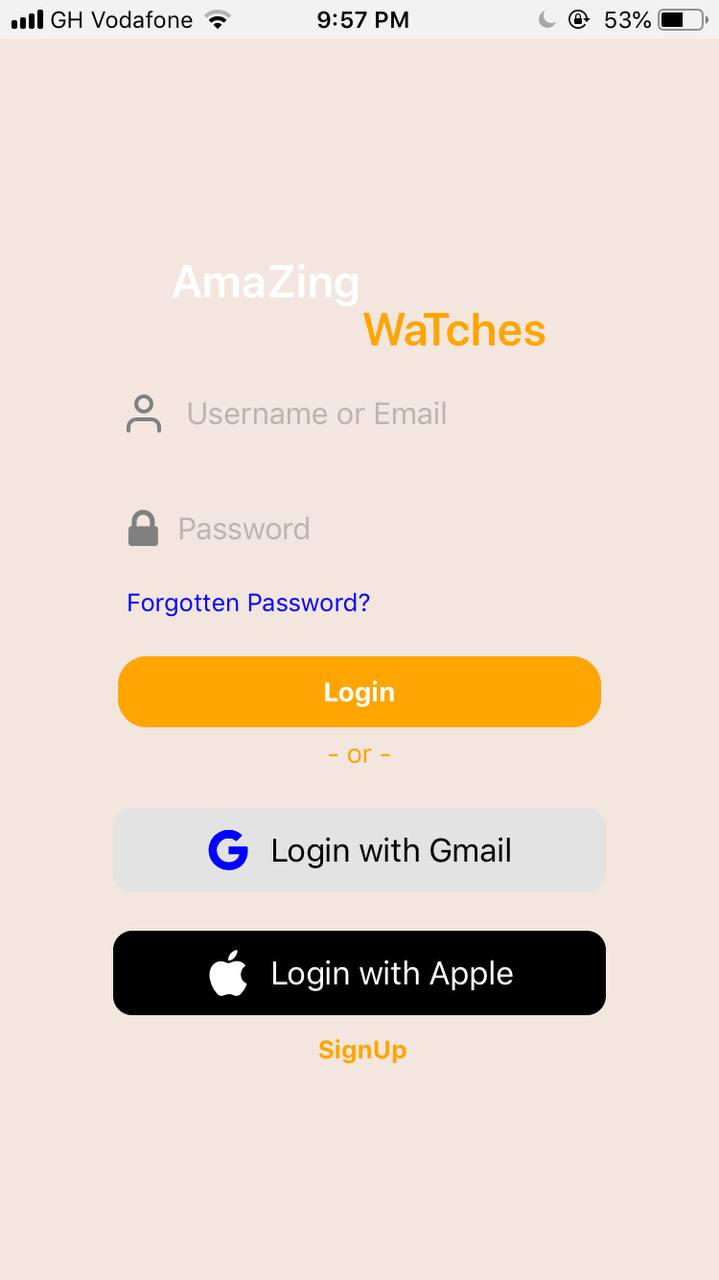 GH Vodafone 9:57 PM 53%
AmaZing
WaTches
Username or Email
Password
Forgotten Password?
Login
- or -
G Login with Gmail
Login with Apple
SignUp